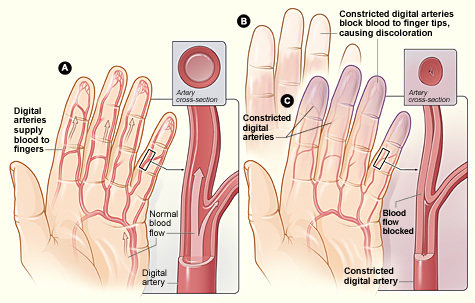 A
Digital
arteries
supply
blood to
fingers
Artery
cross-section
Normal
blood
flow
Digital
artery
B
Constricted digital arteries
block blood to finger tips,
causing discoloration
C
Constricted
digital
arteries
Artery
cross-section
Blood
flow
blocked
Constricted
digital artery